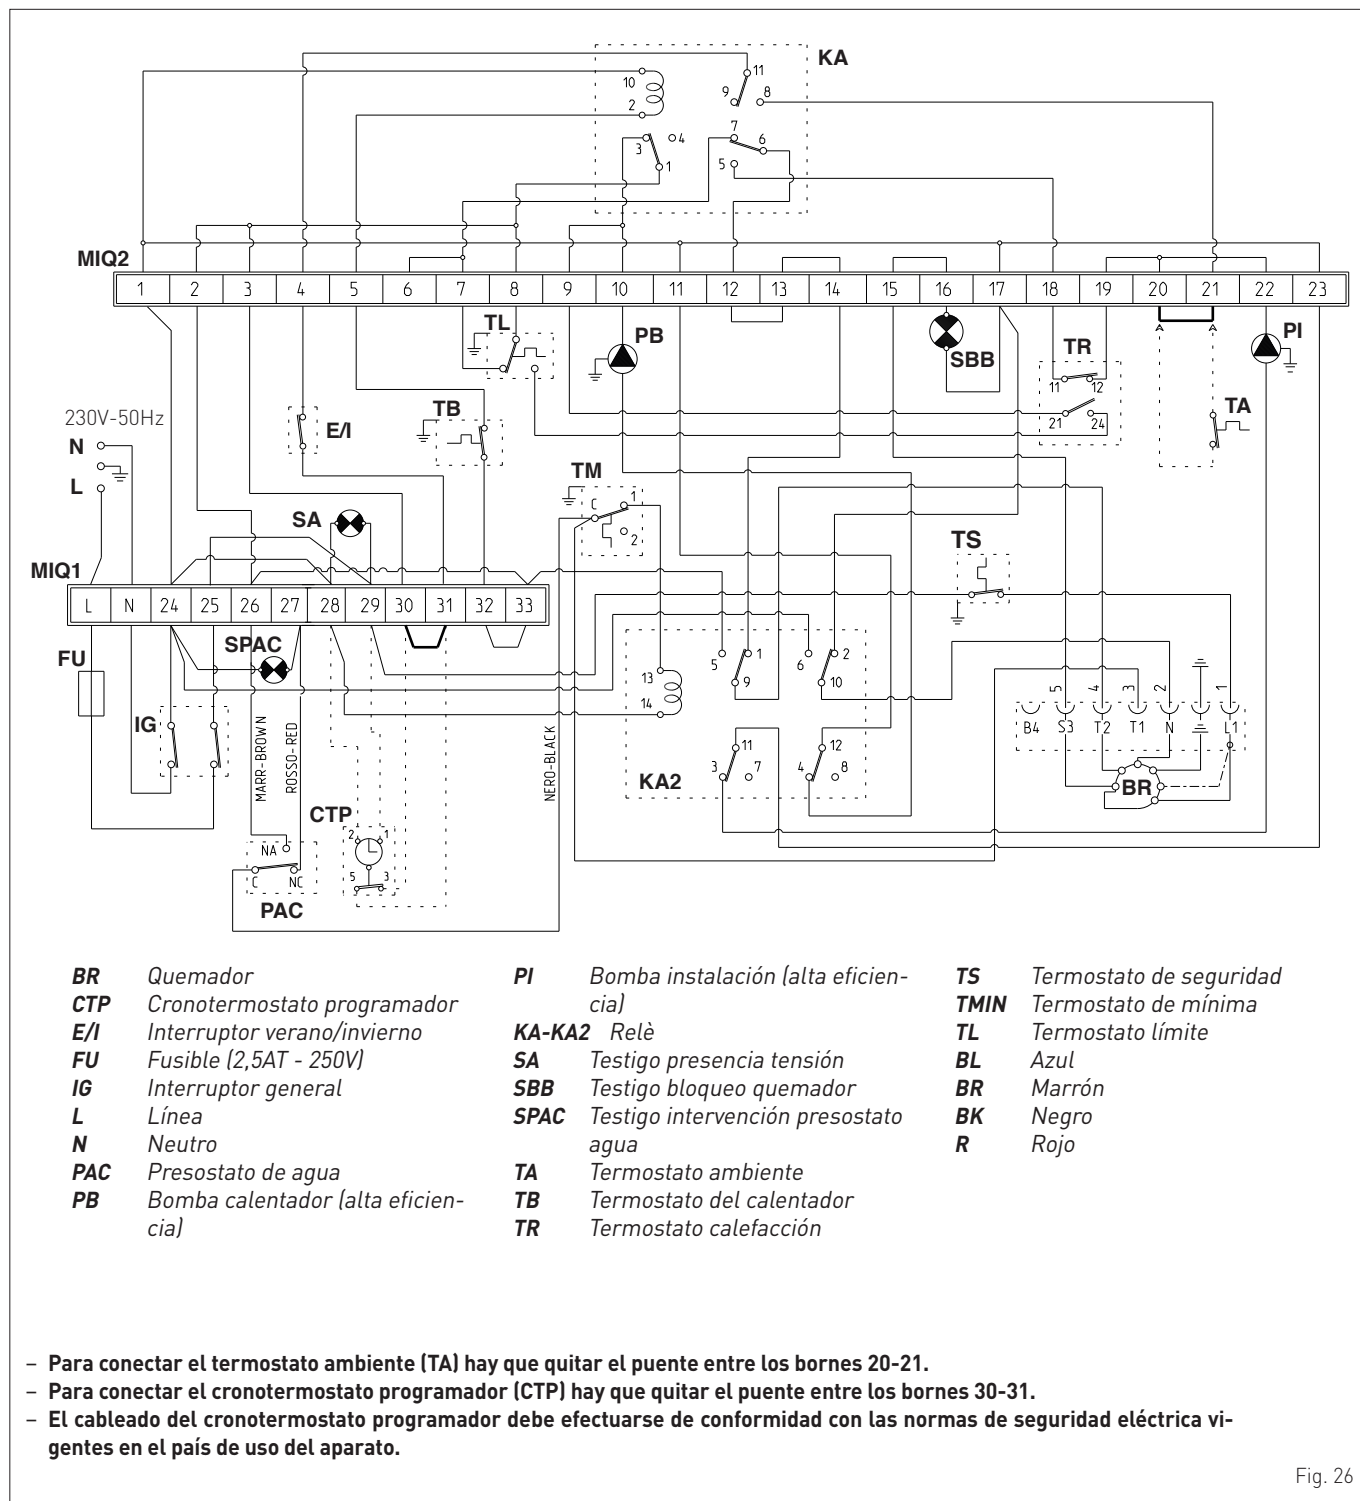 KA
11
10
9
8
2
7
6
3
4
1
5
MIQ2
1 2 3 4 5 6 7 8 9 10 11 12 13 14 15 16 17 18 19 20 21 22 23
TL
PB
SBB
TR
PI
11 12
21 24
TA
230V-50Hz
N
L
E/I
TB
TM
C
1
2
SA
TS
MIQ1
L N 24 25 26 27 28 29 30 31 32 33
SPAC
FU
IG
MARR-BROWN
ROSSO-RED
NERO-BLACK
13
14
5
1
9
6
2
10
11
3
7
12
4
8
KA2
5 4 3 2 1
B4 S3 T2 T1 N L1
BR
CTP
2 1
5 3
NA
C NC
PAC
BR Quemador
CTP Cronotermostato programador
E/I Interruptor verano/invierno
FU Fusible (2,5AT - 250V)
IG Interruptor general
L Línea
N Neutro
PAC Presostato de agua
PB Bomba calentador (alta eficien-
cia)
PI Bomba instalación (alta eficien-
cia)
KA-KA2 Relè
SA Testigo presencia tensión
SBB Testigo bloqueo quemador
SPAC Testigo intervención presostato
agua
TA Termostato ambiente
TB Termostato del calentador
TR Termostato calefacción
TS Termostato de seguridad
TMIN Termostato de mínima
TL Termostato límite
BL Azul
BR Marrón
BK Negro
R Rojo
– Para conectar el termostato ambiente (TA) hay que quitar el puente entre los bornes 20-21.
– Para conectar el cronotermostato programador (CTP) hay que quitar el puente entre los bornes 30-31.
– El cableado del cronotermostato programador debe efectuarse de conformidad con las normas de seguridad eléctrica vi-
gentes en el país de uso del aparato.
Fig. 26